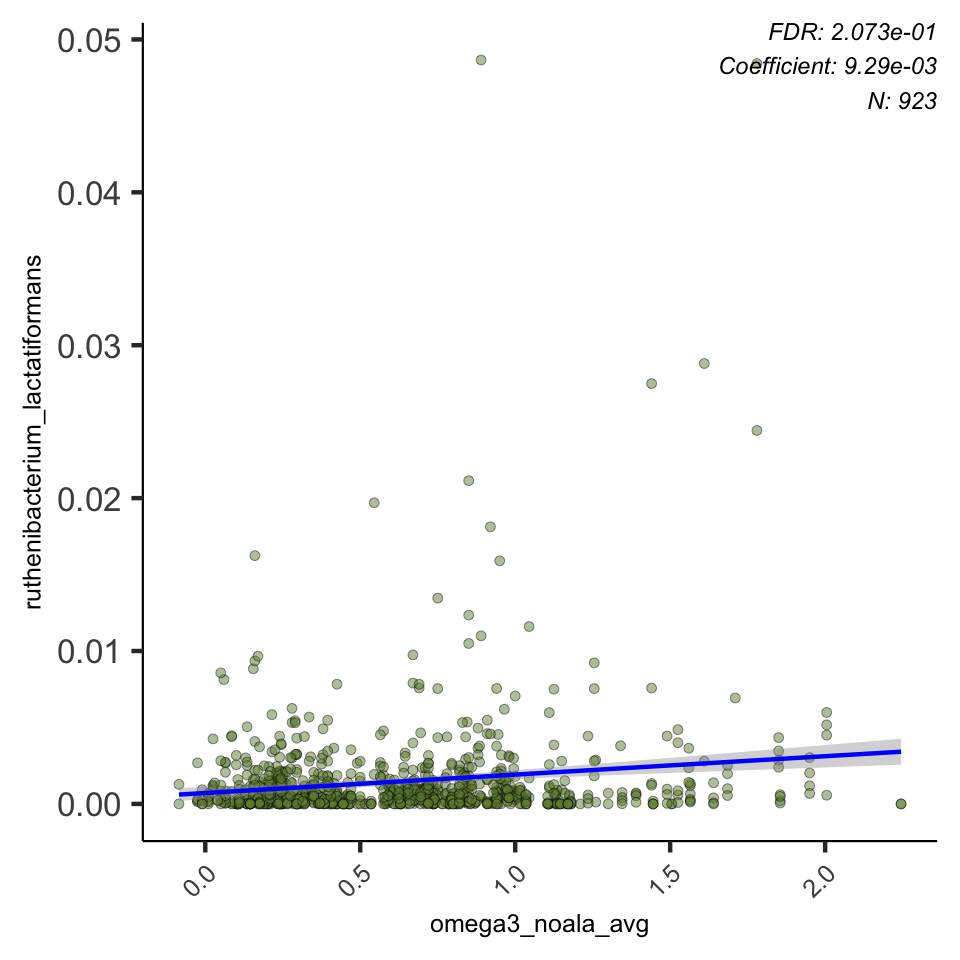 FDR: 2.073e-01
Coefficient: 9.29e-03
N: 923
0.05
0.04
0.03
0.02
0.01
0.00
ruthenibacterium_lactatiformans
0.0
0.5
1.0
1.5
2.0
omega3_noala_avg